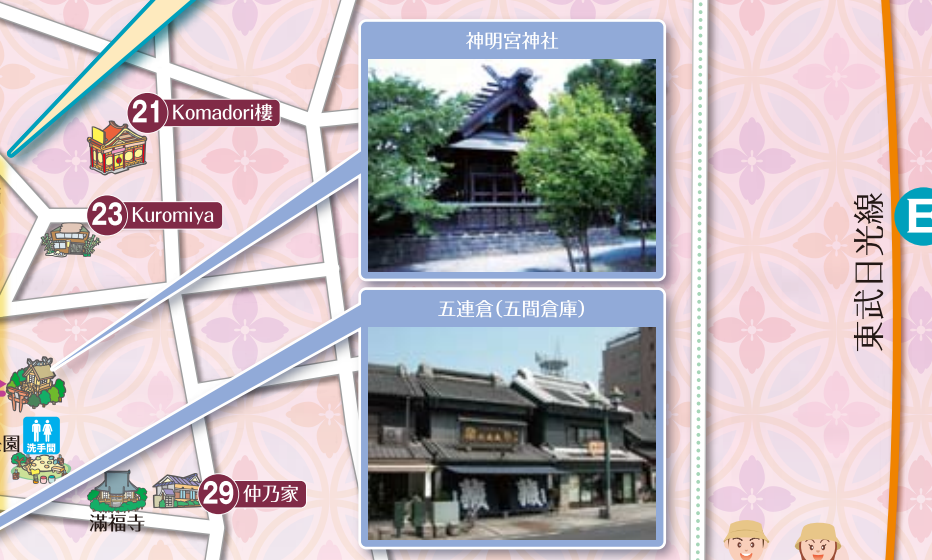 神明宮神社
21 Komadori樓
23 Kuromiya
東武日光線
五連倉(五間倉庫)
園
洗手間
29 仲乃家
滿福寺